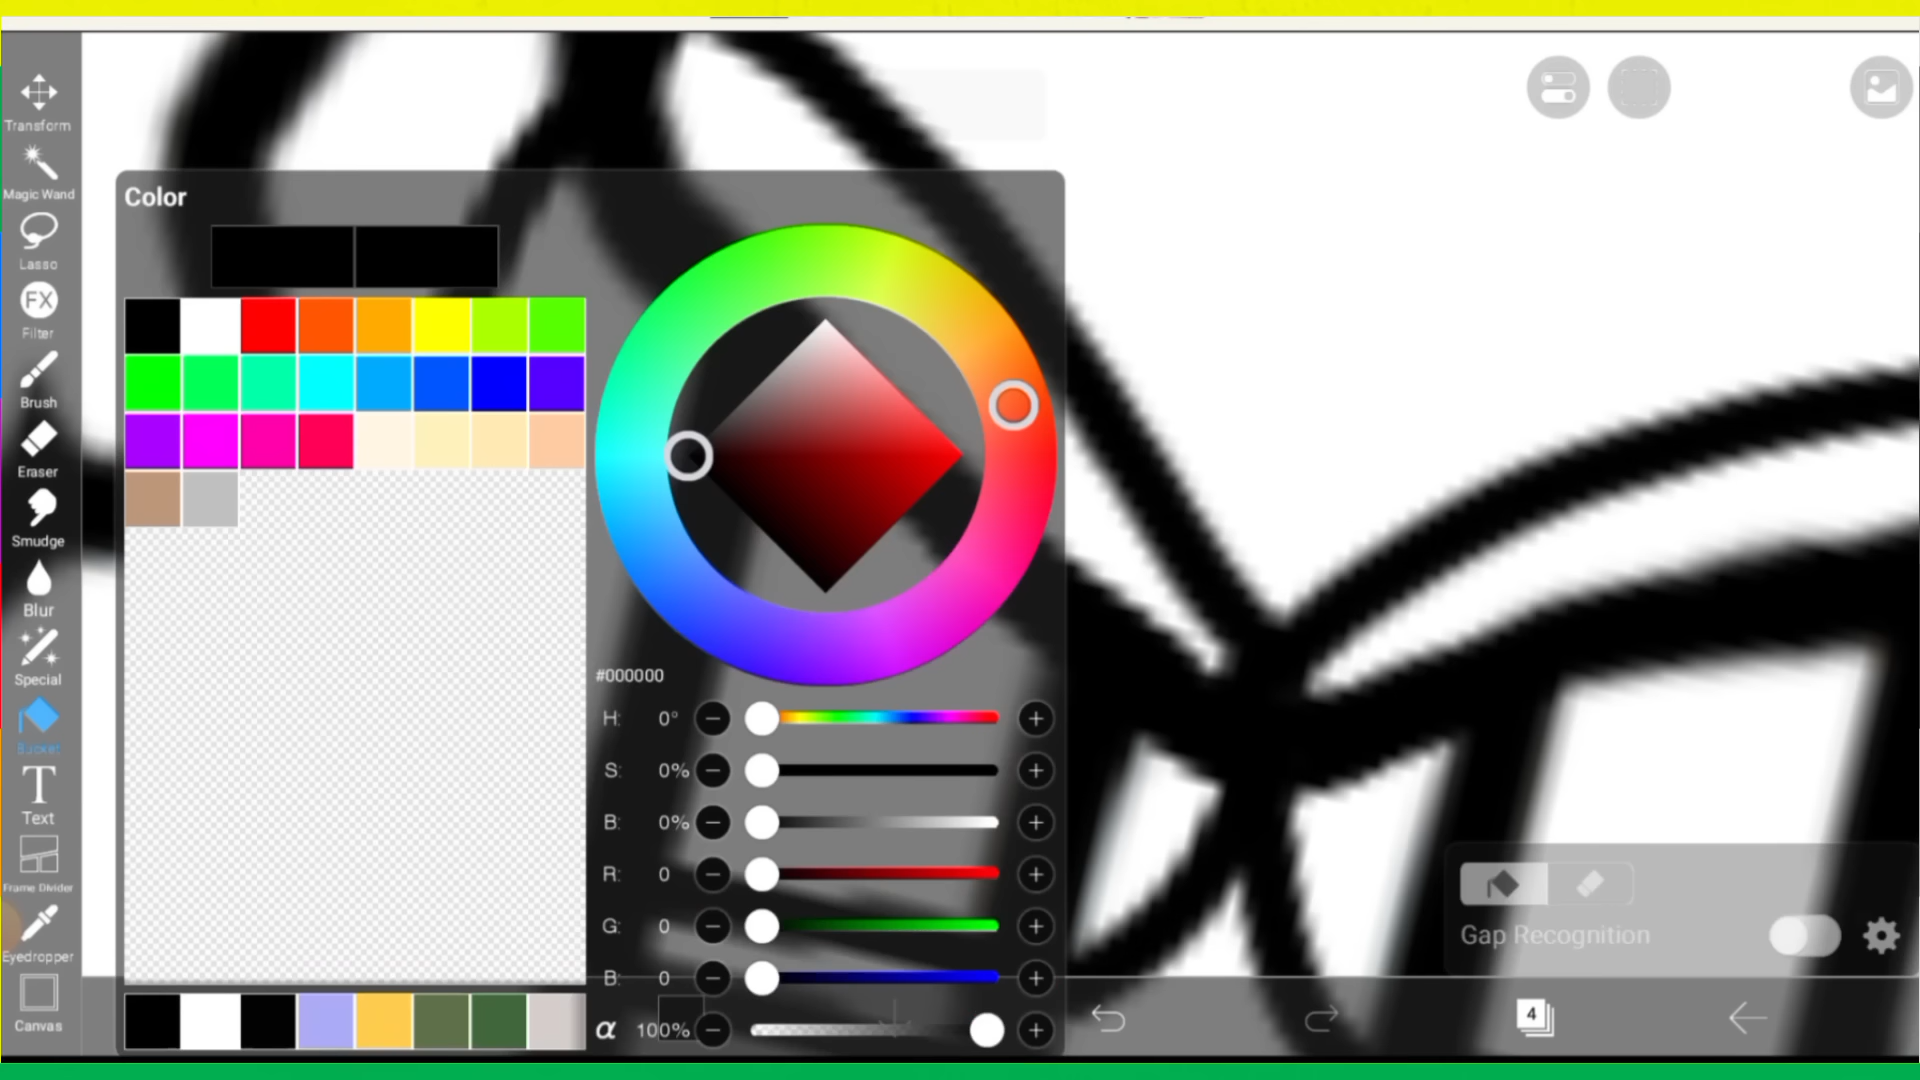 Transform
Magic Wand
Lasso
FX
Filter
Brush
Eraser
Smudge
Blur
Special
Bucket
T
Text
Frame Divider
Eyedropper
Canvas
Color
#000000
H: 0°
S: 0%
B: 0%
R: 0
G: 0
B: 0
α 100%
Gap Recognition
4